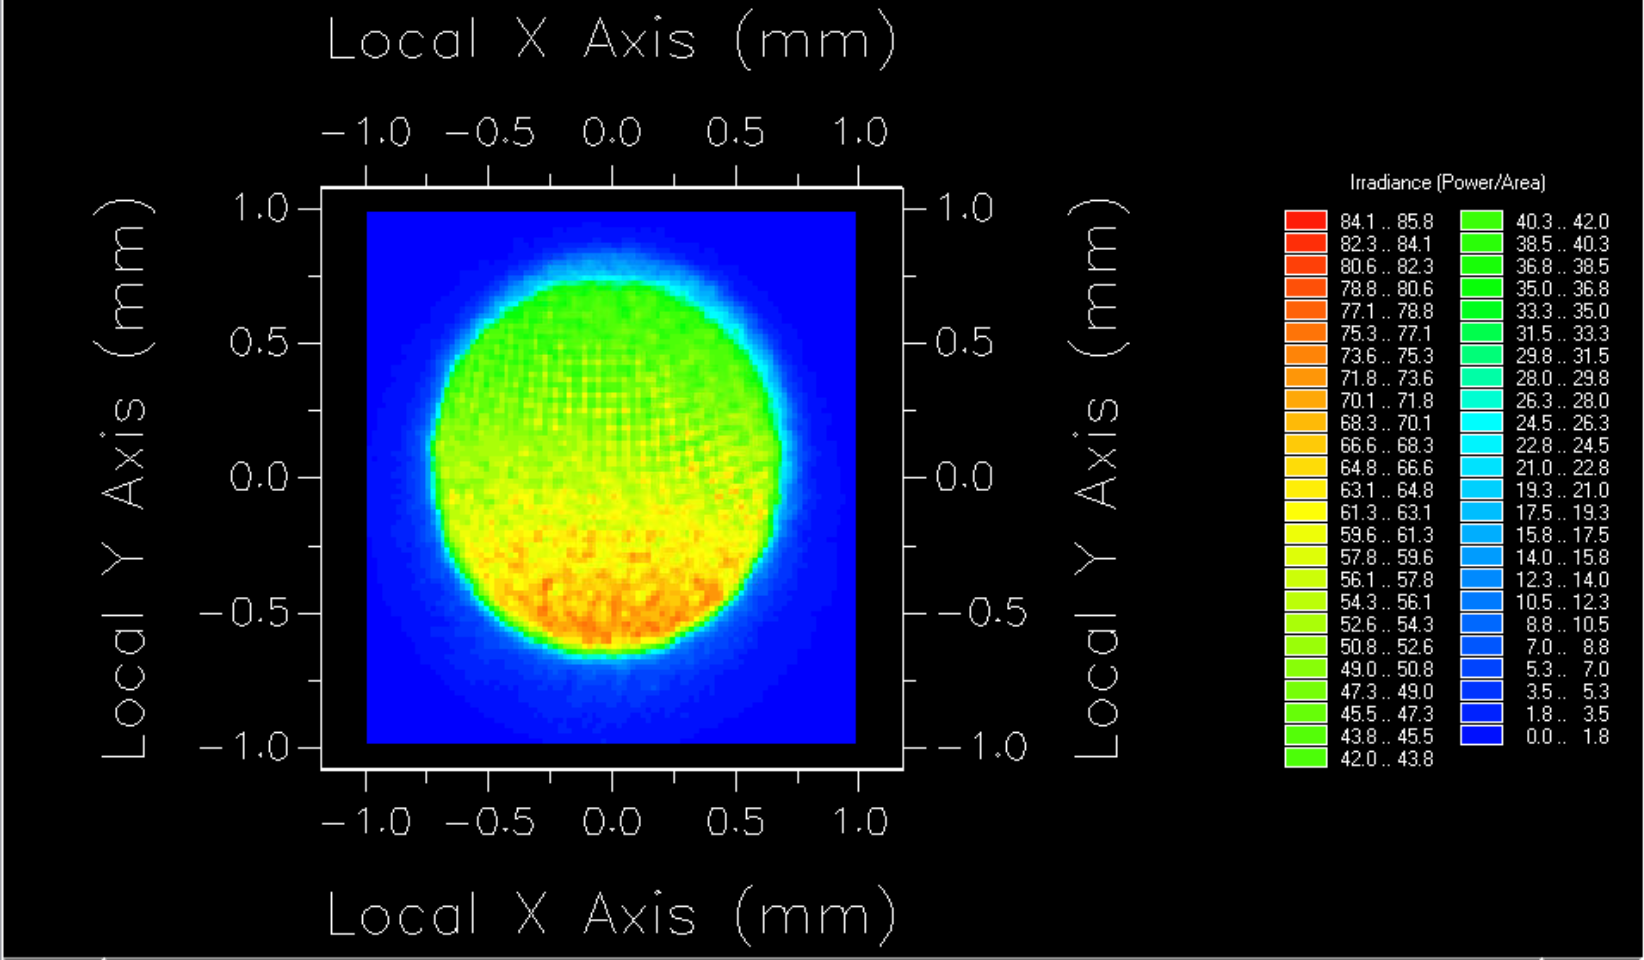 Local X Axis (mm)
−1.0 −0.5 0.0 0.5 1.0
Local Y Axis (mm)
1.0
0.5
0.0
−0.5
−1.0
1.0
0.5
0.0
−0.5
−1.0
Local Y Axis (mm)
−1.0 −0.5 0.0 0.5 1.0
Local X Axis (mm)
Irradiance (Power/Area)
84.1 .. 85.8
82.3 .. 84.1
80.6 .. 82.3
78.8 .. 80.6
77.1 .. 78.8
75.3 .. 77.1
73.6 .. 75.3
71.8 .. 73.6
70.1 .. 71.8
68.3 .. 70.1
66.6 .. 68.3
64.8 .. 66.6
63.1 .. 64.8
61.3 .. 63.1
59.6 .. 61.3
57.8 .. 59.6
56.1 .. 57.8
54.3 .. 56.1
52.6 .. 54.3
50.8 .. 52.6
49.0 .. 50.8
47.3 .. 49.0
45.5 .. 47.3
43.8 .. 45.5
42.0 .. 43.8
40.3 .. 42.0
38.5 .. 40.3
36.8 .. 38.5
35.0 .. 36.8
33.3 .. 35.0
31.5 .. 33.3
29.8 .. 31.5
28.0 .. 29.8
26.3 .. 28.0
24.5 .. 26.3
22.8 .. 24.5
21.0 .. 22.8
19.3 .. 21.0
17.5 .. 19.3
15.8 .. 17.5
14.0 .. 15.8
12.3 .. 14.0
10.5 .. 12.3
8.8 .. 10.5
7.0 .. 8.8
5.3 .. 7.0
3.5 .. 5.3
1.8 .. 3.5
0.0 .. 1.8